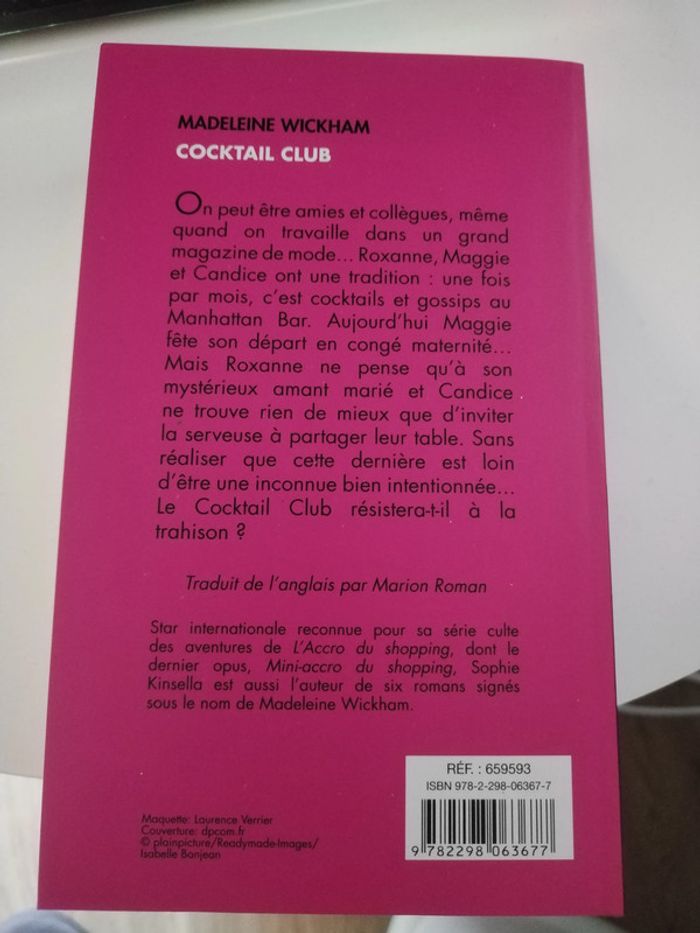 MADELEINE WICKHAM
COCKTAIL CLUB
On peut être amies et collègues, même
quand on travaille dans un grand
magazine de mode... Roxanne, Maggie
et Candice ont une tradition : une fois
par mois, c'est cocktails et gossips au
Manhattan Bar. Aujourd'hui Maggie
fête son départ en congé maternité...
Mais Roxanne ne pense qu'à son
mystérieux amant marié et Candice
ne trouve rien de mieux que d'inviter
la serveuse à partager leur table. Sans
réaliser que cette dernière est loin
d'être une inconnue bien intentionnée...
Le Cocktail Club résistera-t-il à la
trahison ?
Traduit de l'anglais par Marion Roman
Star internationale reconnue pour sa série culte
des aventures de L'Accro du shopping, dont le
dernier opus, Mini-accro du shopping, Sophie
Kinsella est aussi l'auteur de six romans signés
sous le nom de Madeleine Wickham.
RÉF. : 659593
ISBN 978-2-298-06367-7
9 782298 063677
Maquette: Laurence Verrier
Couverture: dpcom.fr
© plainpicture/Readymade-Images/
Isabelle Bonjean